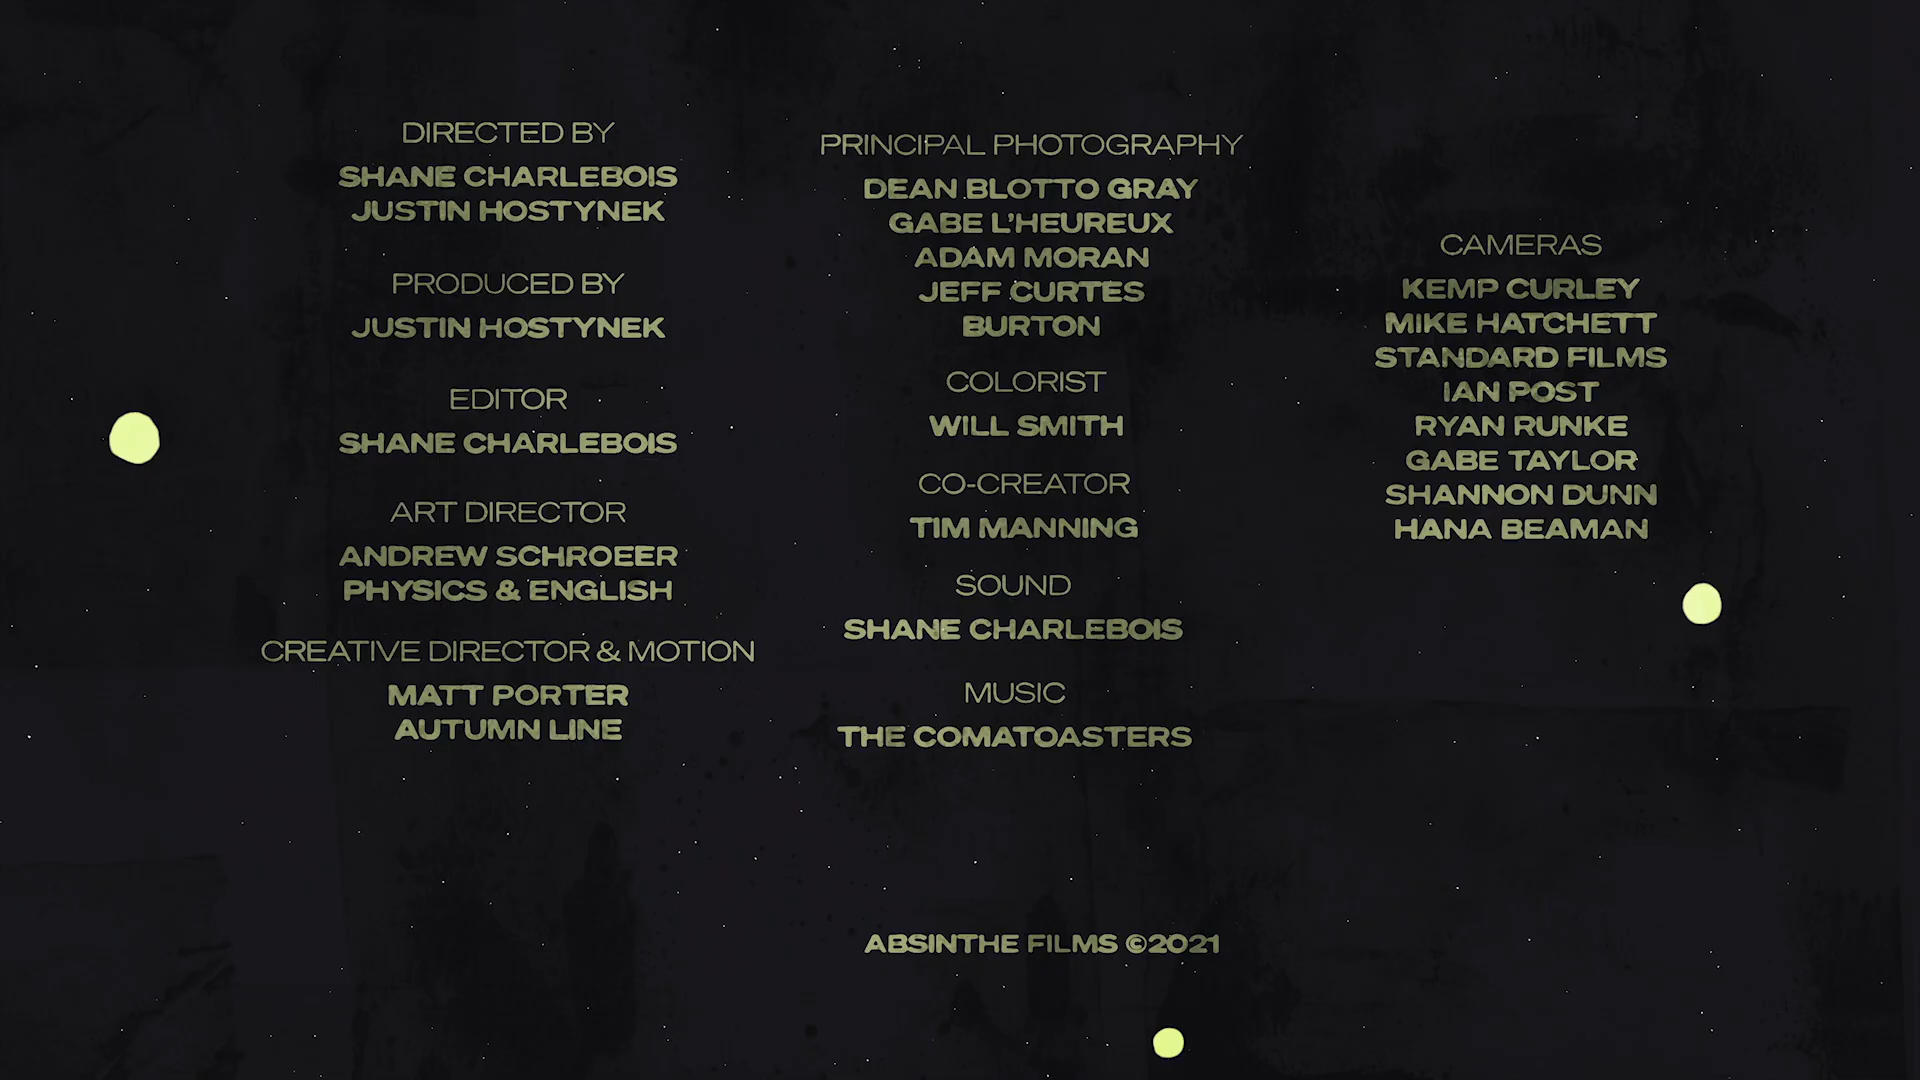 DIRECTED BY
SHANE CHARLEBOIS
JUSTIN HOSTYNEK
PRODUCED BY
JUSTIN HOSTYNEK
EDITOR
SHANE CHARLEBOIS
ART DIRECTOR
ANDREW SCHROEER
PHYSICS & ENGLISH
CREATIVE DIRECTOR & MOTION
MATT PORTER
AUTUMN LINE
PRINCIPAL PHOTOGRAPHY
DEAN BLOTTO GRAY
GABE L'HEUREUX
ADAM MORAN
JEFF CURTES
BURTON
COLORIST
WILL SMITH
CO-CREATOR
TIM MANNING
SOUND
SHANE CHARLEBOIS
MUSIC
THE COMATOASTERS
CAMERAS
KEMP CURLEY
MIKE HATCHETT
STANDARD FILMS
IAN POST
RYAN RUNKE
GABE TAYLOR
SHANNON DUNN
HANA BEAMAN
ABSINTHE FILMS ©2021